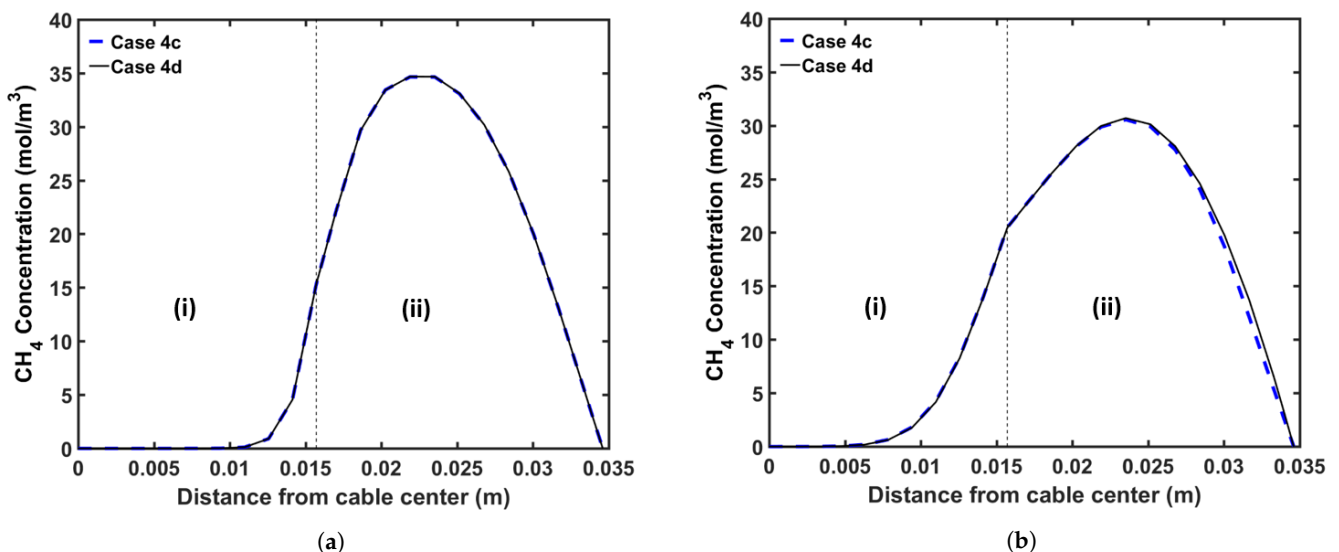 40
35
30
25
20
15
10
5
0
CH4 Concentration (mol/m3)
Case 4c
Case 4d
(i)
(ii)
0 0.005 0.01 0.015 0.02 0.025 0.03 0.035
Distance from cable center (m)
(a)
40
35
30
25
20
15
10
5
0
CH4 Concentration (mol/m3)
Case 4c
Case 4d
(i)
(ii)
0 0.005 0.01 0.015 0.02 0.025 0.03 0.035
Distance from cable center (m)
(b)